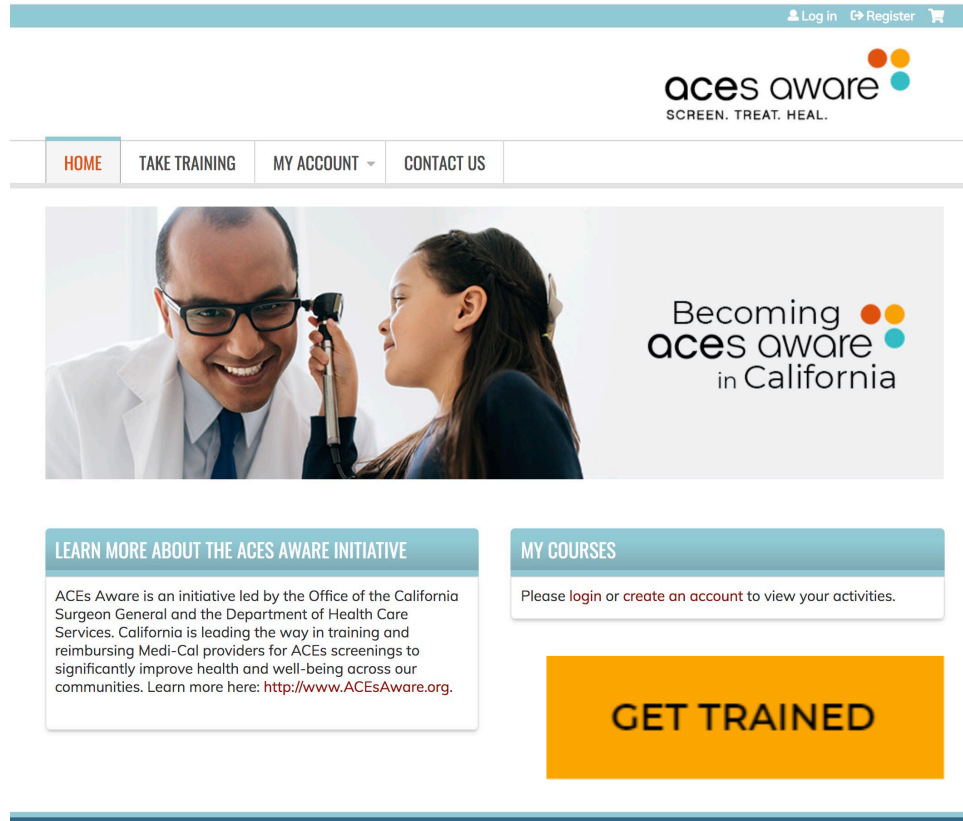 Log in Register
aces aware
SCREEN. TREAT. HEAL.
HOME TAKE TRAINING MY ACCOUNT CONTACT US
Becoming
aces aware
in California
LEARN MORE ABOUT THE ACES AWARE INITIATIVE
ACEs Aware is an initiative led by the Office of the California
Surgeon General and the Department of Health Care
Services. California is leading the way in training and
reimbursing Medi-Cal providers for ACEs screenings to
significantly improve health and well-being across our
communities. Learn more here: http://www.ACEsAware.org.
MY COURSES
Please login or create an account to view your activities.
GET TRAINED